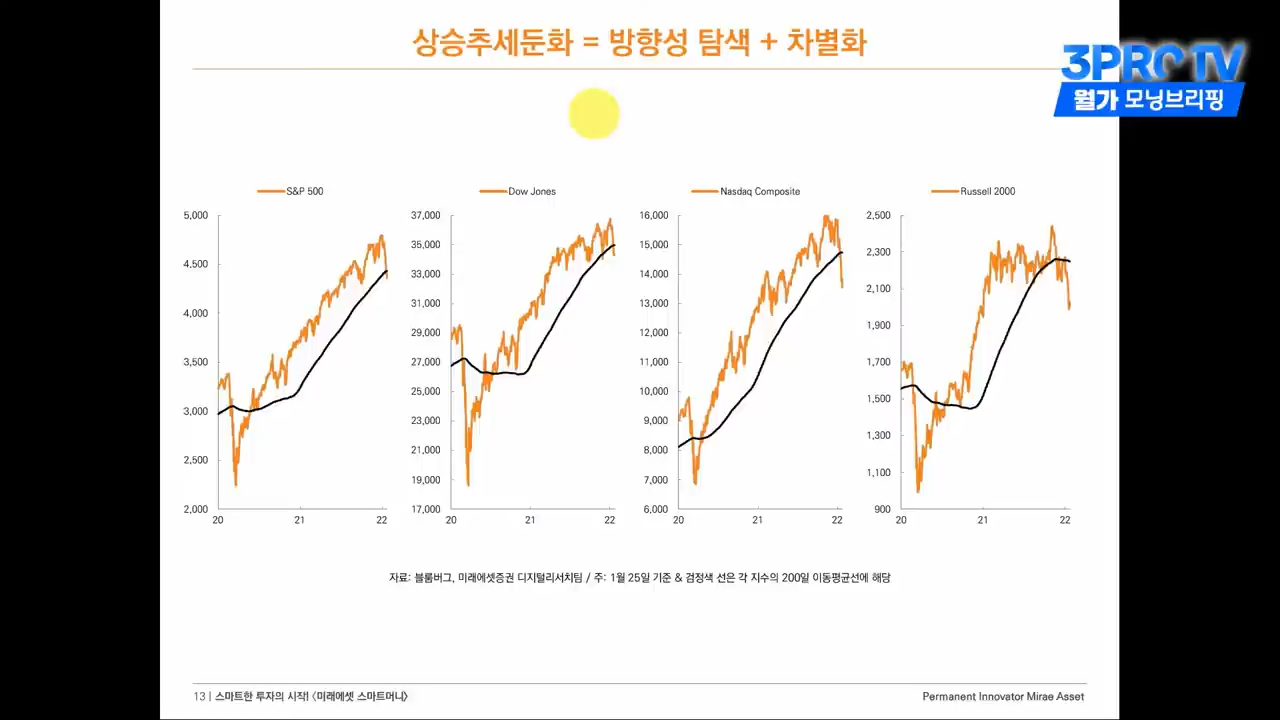 상승추세둔화 = 방향성 탐색 + 차별화
3PRO TV
월가 모닝브리핑
S&P 500
5,000
4,500
4,000
3,500
3,000
2,500
2,000
20 21 22
Dow Jones
37,000
35,000
33,000
31,000
29,000
27,000
25,000
23,000
21,000
19,000
17,000
20 21 22
Nasdaq Composite
16,000
15,000
14,000
13,000
12,000
11,000
10,000
9,000
8,000
7,000
6,000
20 21 22
Russell 2000
2,500
2,300
2,100
1,900
1,700
1,500
1,300
1,100
900
20 21 22
자료: 블룸버그, 미래에셋증권 디지털리서치팀 / 주: 1월 25일 기준 & 검정색 선은 각 지수의 200일 이동평균선에 해당
13 | 스마트한 투자의 시작! 〈미래에셋 스마트머니〉
Permanent Innovator Mirae Asset